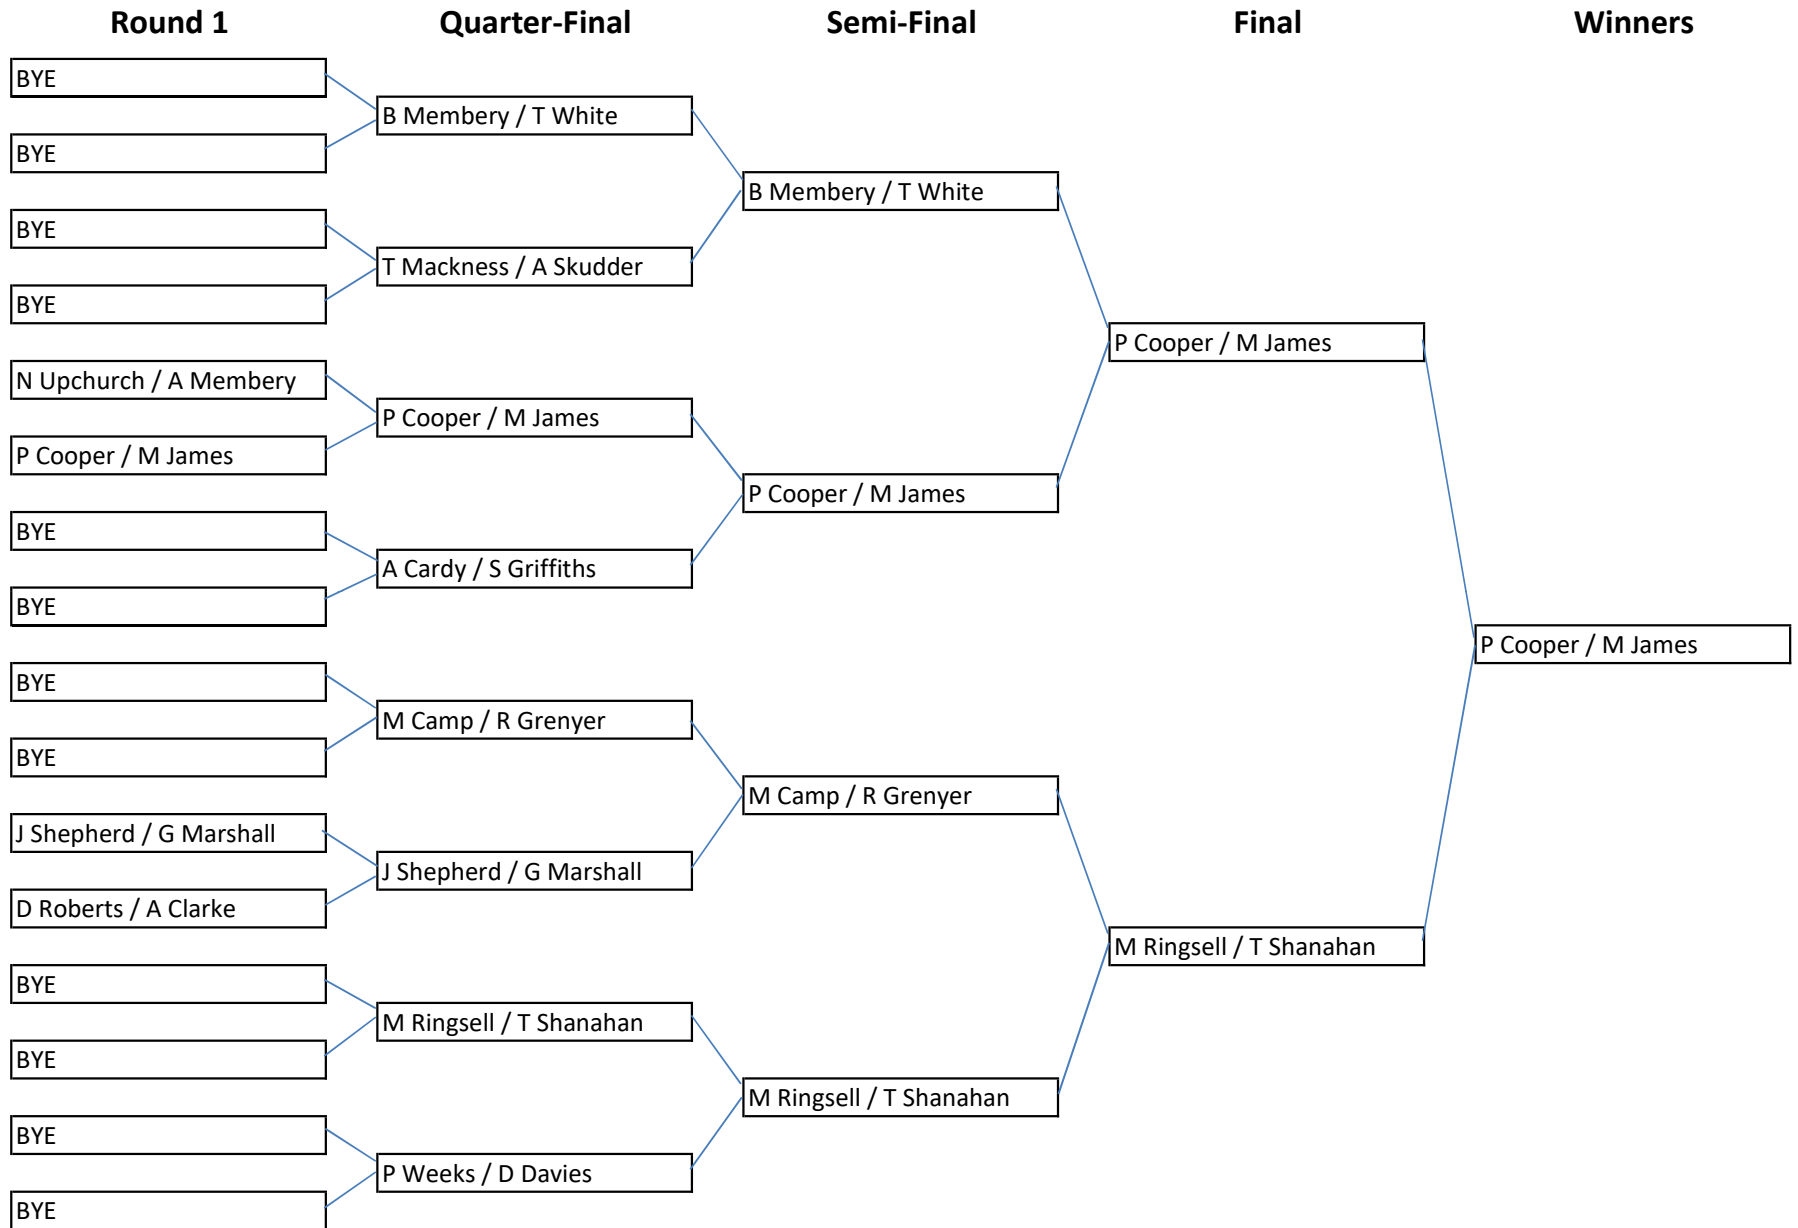 Round 1
Quarter-Final
Semi-Final
Final
Winners
BYE
BYE
BYE
BYE
N Upchurch / A Membery
P Cooper / M James
BYE
BYE
BYE
BYE
J Shepherd / G Marshall
D Roberts / A Clarke
BYE
BYE
BYE
BYE
B Membery / T White
T Mackness / A Skudder
P Cooper / M James
A Cardy / S Griffiths
M Camp / R Grenyer
J Shepherd / G Marshall
M Ringsell / T Shanahan
P Weeks / D Davies
B Membery / T White
P Cooper / M James
M Camp / R Grenyer
M Ringsell / T Shanahan
P Cooper / M James
M Ringsell / T Shanahan
P Cooper / M James